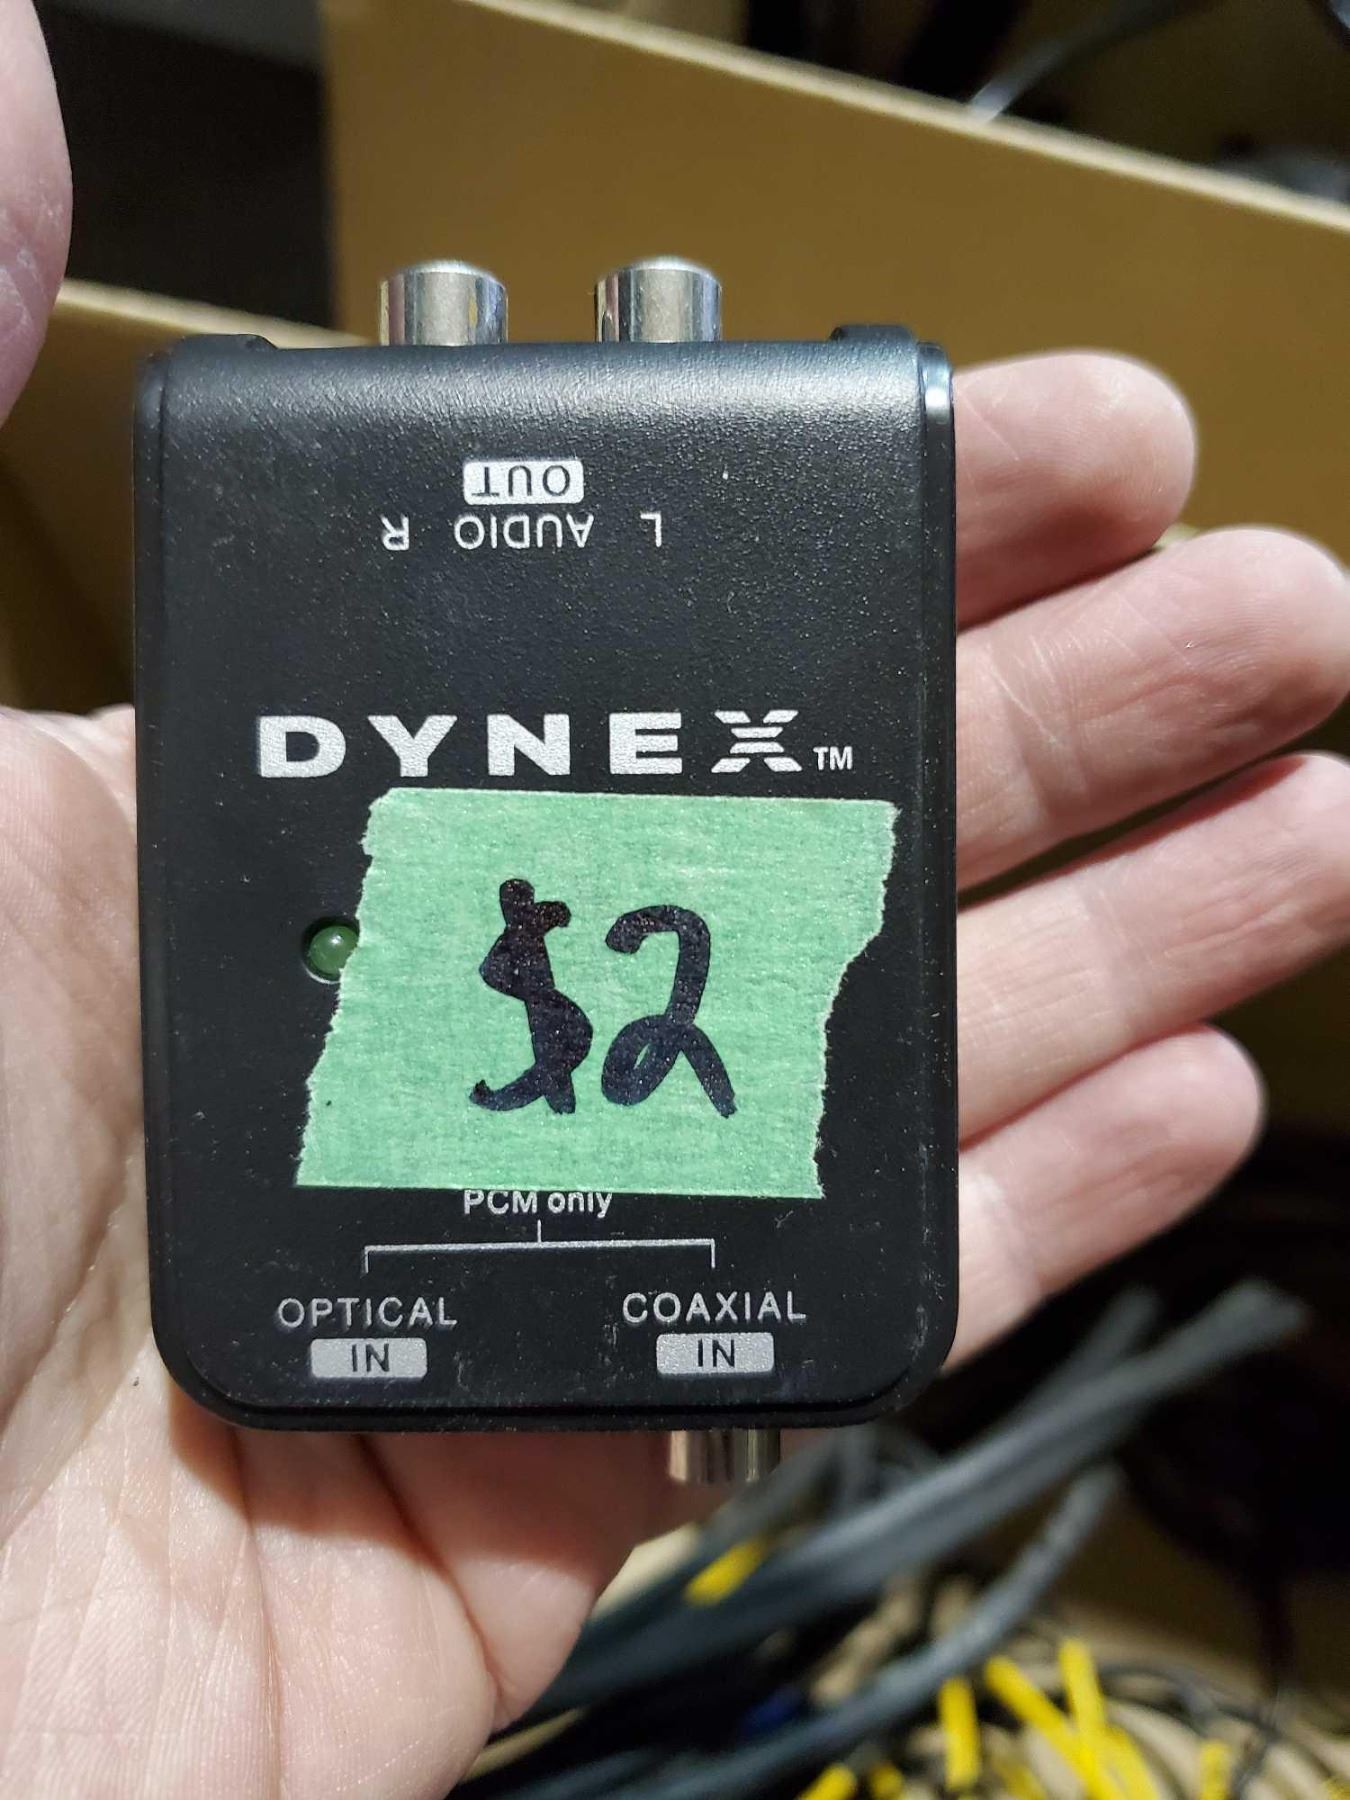 OUT
R AUDIO L
DYNEX™
$2
PCM only
OPTICAL COAXIAL
IN IN